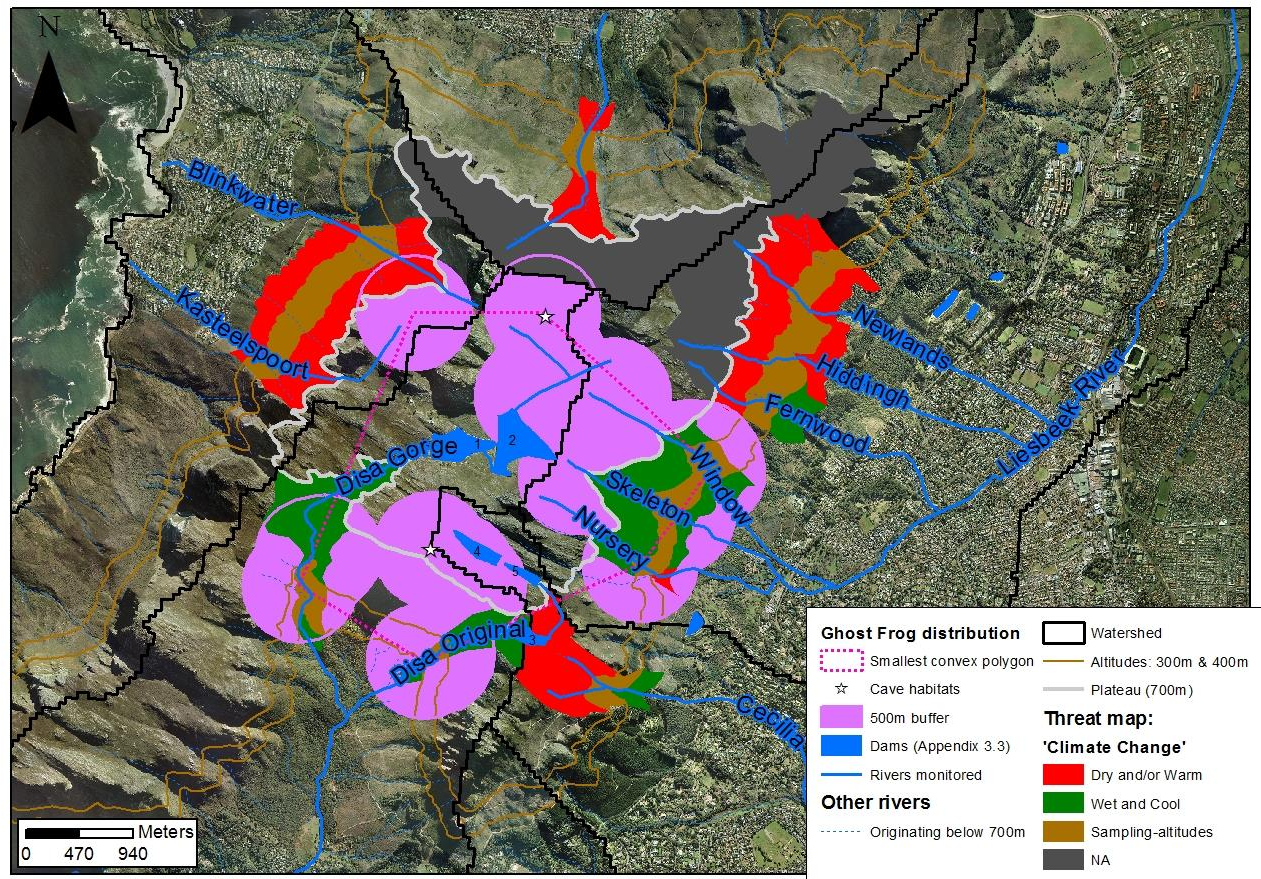 N
Blinkwater
Kasteelspoort
Newlands
Hiddingh
Fernwood
Liesbeek River
Disa Gorge
1
2
Window
Skeleton
Nursery
4
5
Disa Original
3
Cecilia
Meters
0 470 940
Ghost Frog distribution
Smallest convex polygon
Cave habitats
500m buffer
Dams (Appendix 3.3)
Rivers monitored
Other rivers
Originating below 700m
Watershed
Altitudes: 300m & 400m
Plateau (700m)
Threat map:
'Climate Change'
Dry and/or Warm
Wet and Cool
Sampling-altitudes
NA